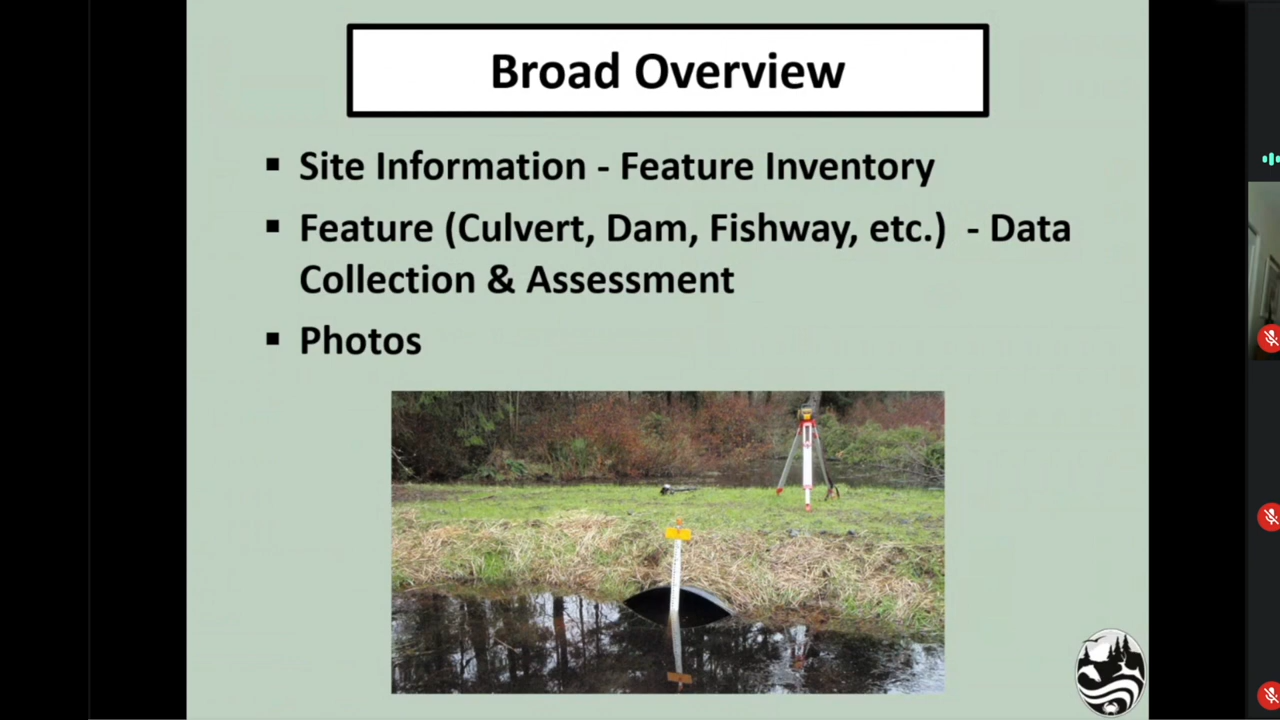 Broad Overview
▪ Site Information - Feature Inventory
▪ Feature (Culvert, Dam, Fishway, etc.) - Data
Collection & Assessment
▪ Photos